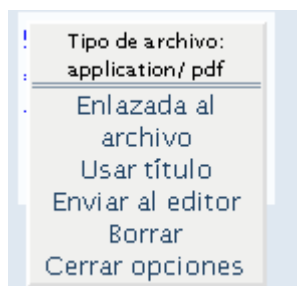 Tipo de archivo:
application/ pdf
Enlazada al
archivo
Usar título
Enviar al editor
Borrar
Cerrar opciones